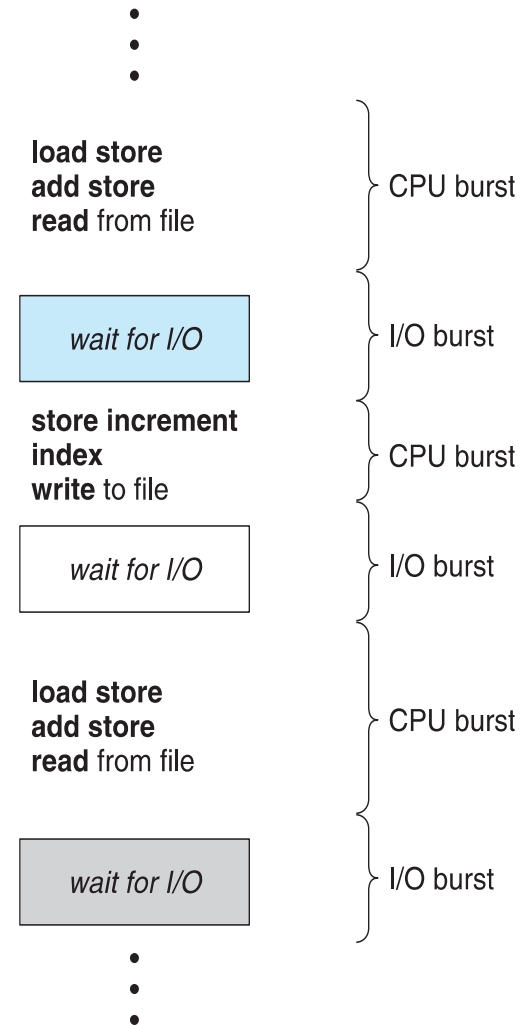 load store
add store
read from file
CPU burst
wait for I/O
I/O burst
store increment
index
write to file
CPU burst
wait for I/O
I/O burst
load store
add store
read from file
CPU burst
wait for I/O
I/O burst